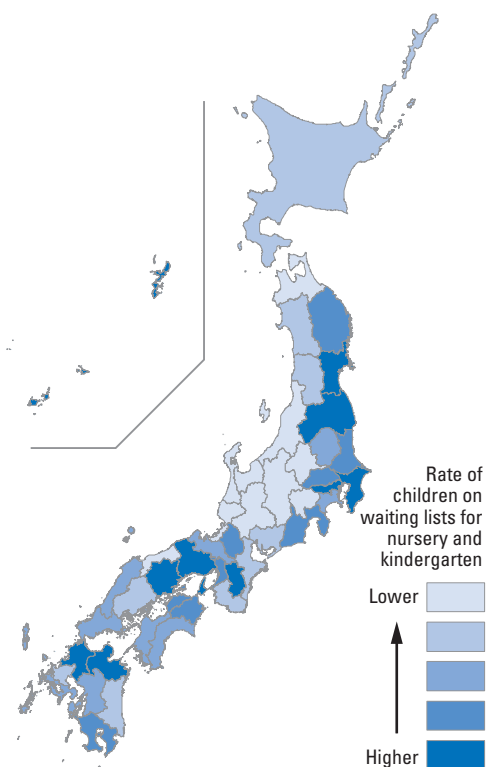 Rate of
children on
waiting lists for
nursery and
kindergarten
Lower
Higher